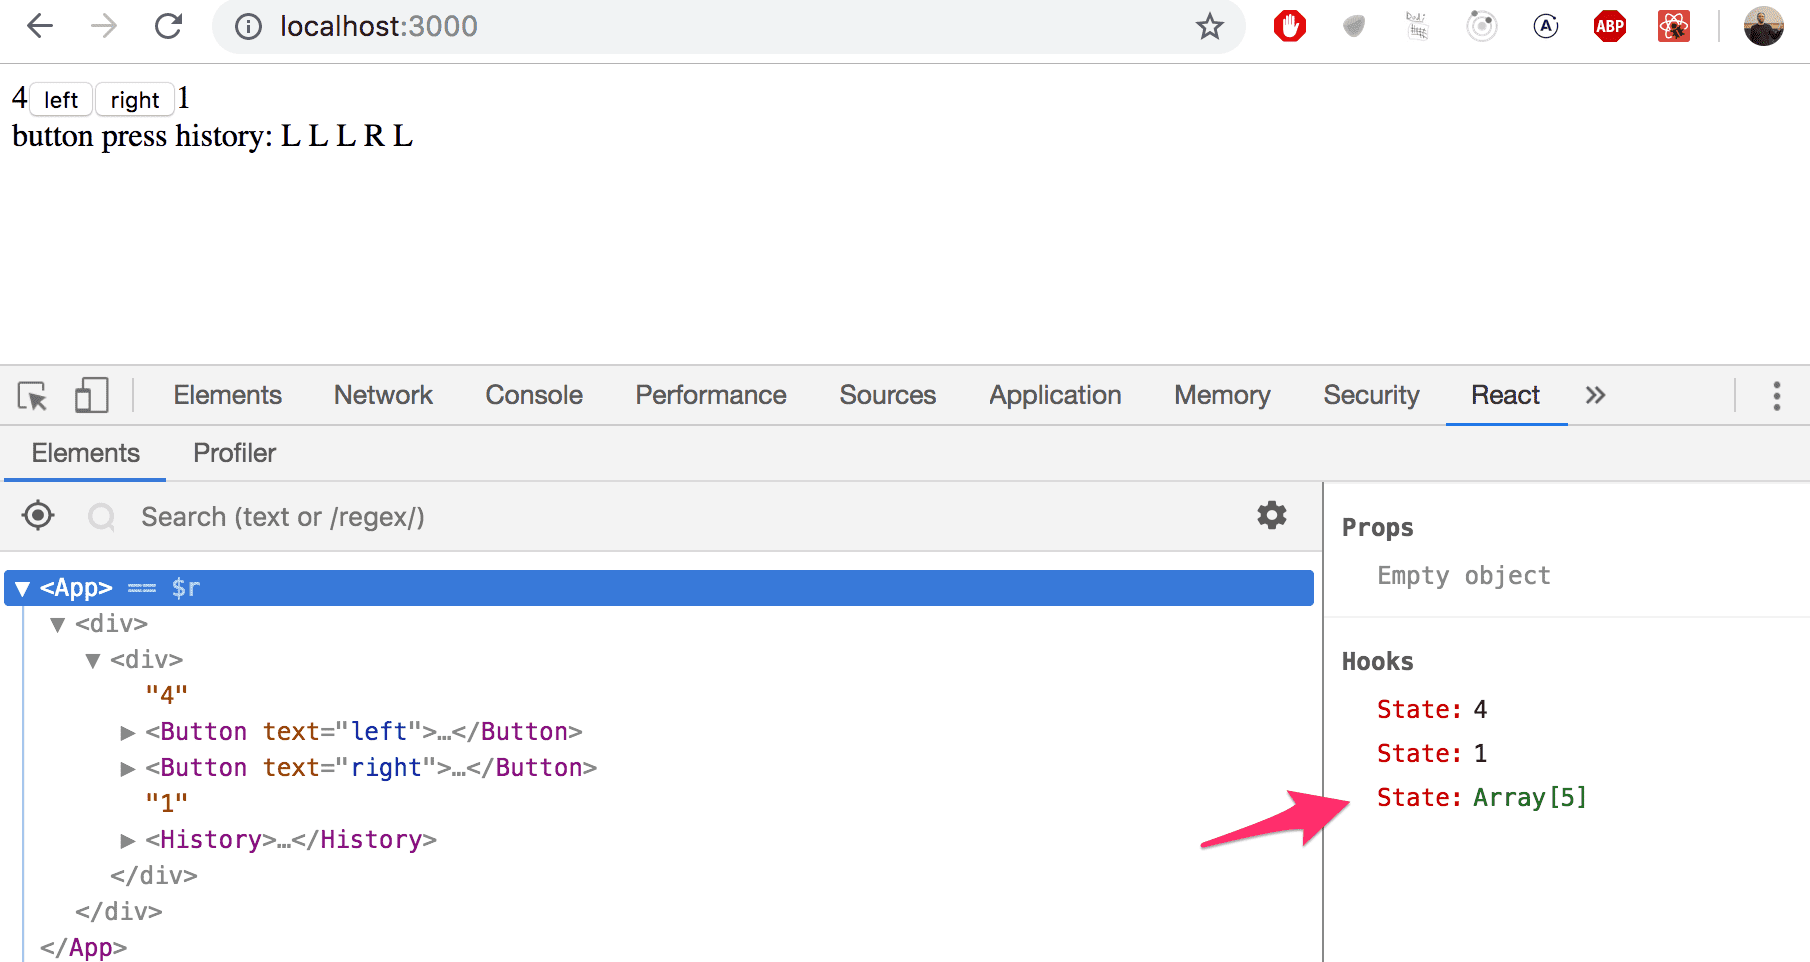 localhost:3000
ABP
4 left right 1
button press history: L L L R L
Elements Network Console Performance Sources Application Memory Security React »
Elements Profiler
Search (text or /regex/)
▼ <App> == $r
▼ <div>
▼ <div>
"4"
▶ <Button text="left">…</Button>
▶ <Button text="right">…</Button>
"1"
▶ <History>…</History>
</div>
</div>
</App>
Props
Empty object
Hooks
State: 4
State: 1
State: Array[5]